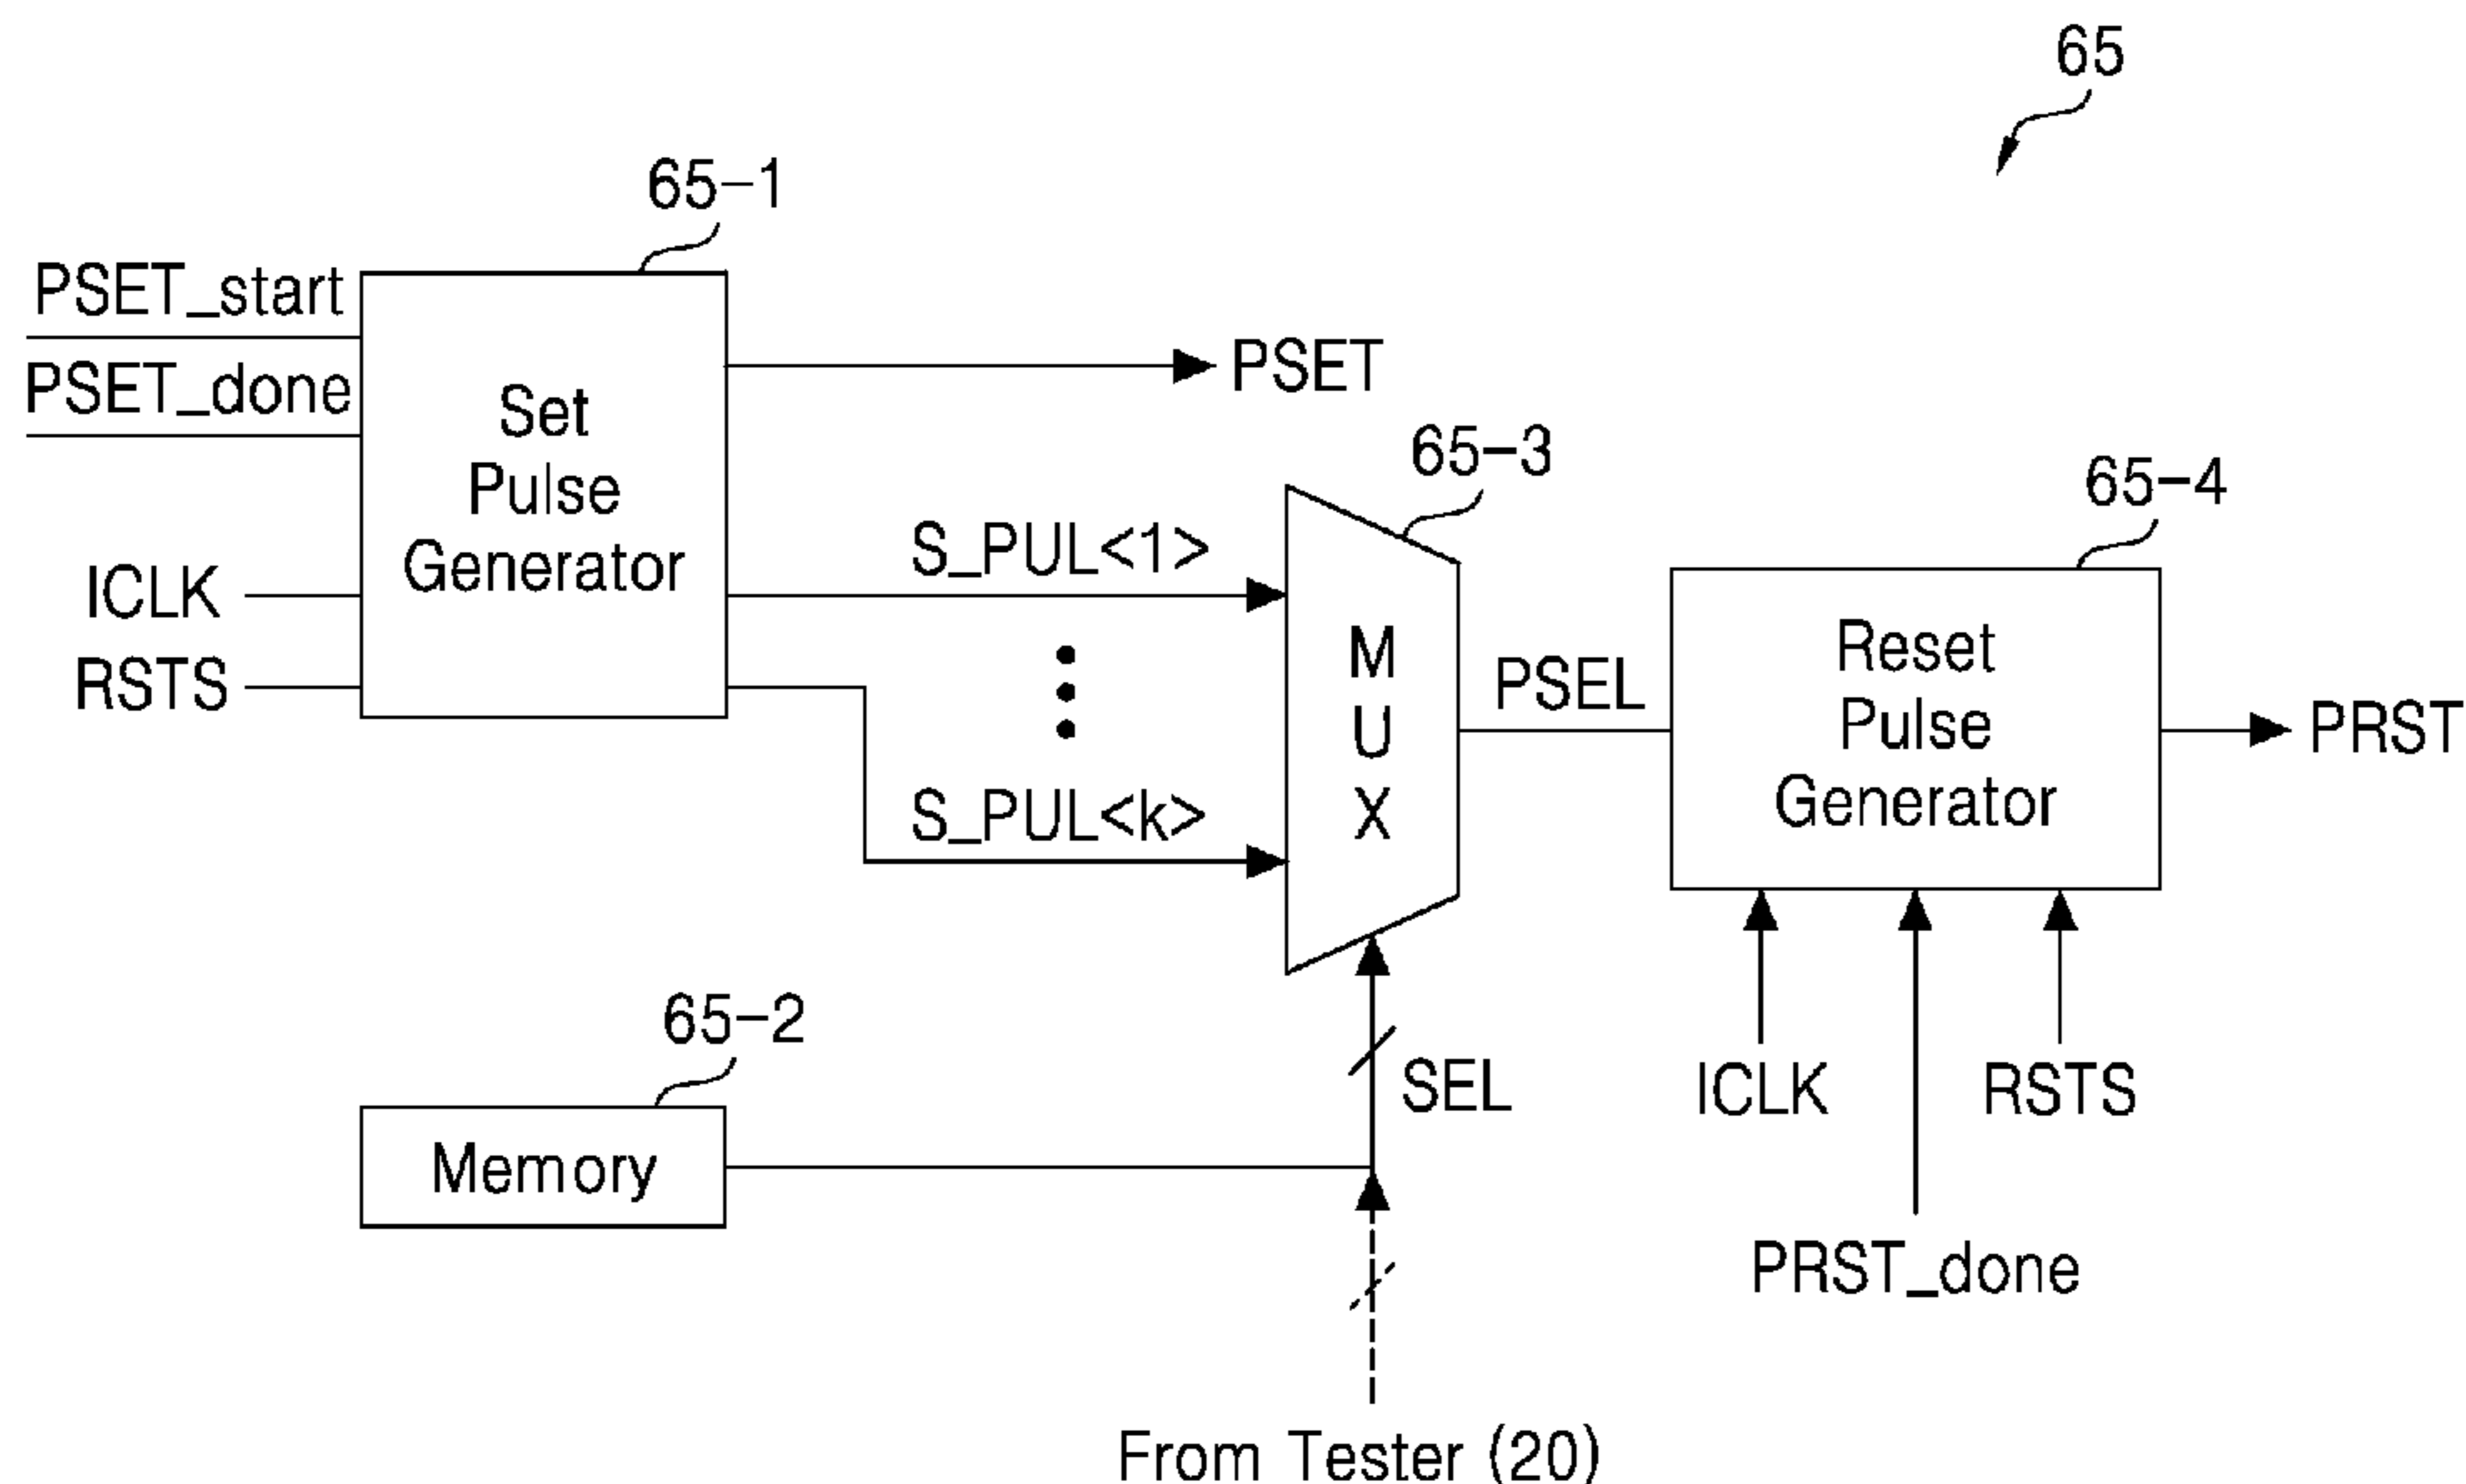 65
65-1
PSET_start
PSET_done
Set
Pulse
Generator
ICLK
RSTS
PSET
S_PUL<1>
S_PUL<k>
65-3
M
U
X
PSEL
65-4
Reset
Pulse
Generator
PRST
65-2
Memory
SEL
ICLK
RSTS
PRST_done
From Tester (20)